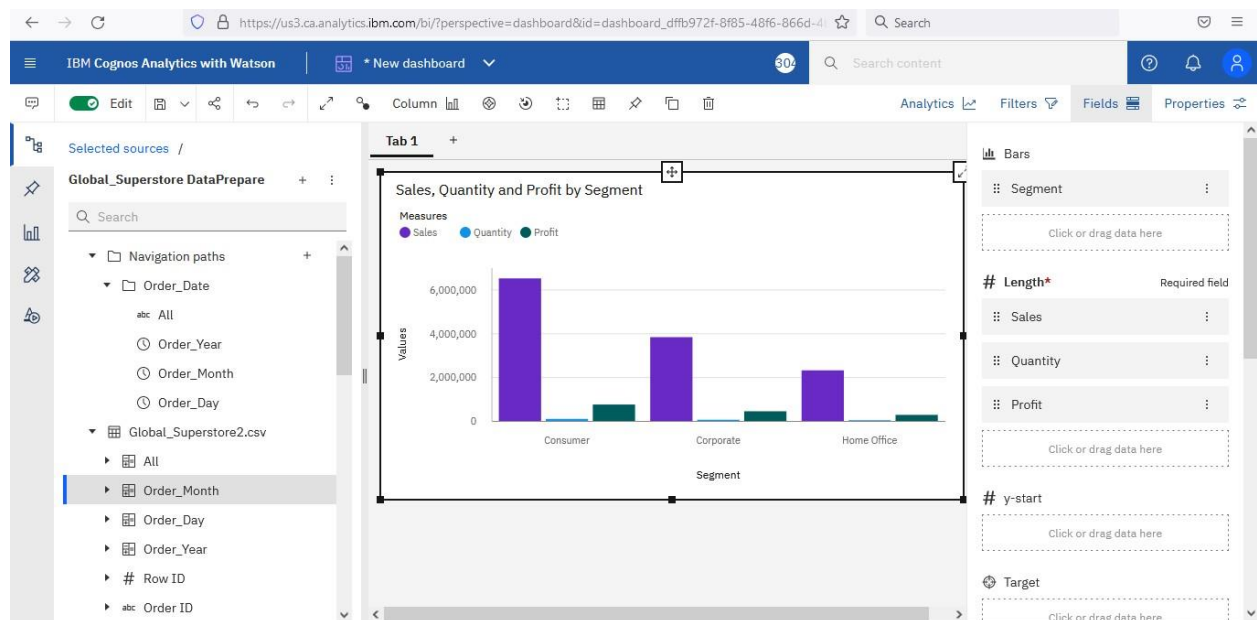 https://us3.ca.analytics.ibm.com/bi/?perspective=dashboard&id=dashboard_dffb972f-8f85-48f6-866d-4
Search
IBM Cognos Analytics with Watson
* New dashboard
304
Search content
Edit
Column
Analytics
Filters
Fields
Properties
Selected sources /
Global_Superstore DataPrepare
Search
Navigation paths
Order_Date
abc All
Order_Year
Order_Month
Order_Day
Global_Superstore2.csv
All
Order_Month
Order_Day
Order_Year
# Row ID
abc Order ID
Tab 1 +
Sales, Quantity and Profit by Segment
Measures
Sales Quantity Profit
Values
6,000,000
4,000,000
2,000,000
0
Consumer Corporate Home Office
Segment
Bars
Segment
Click or drag data here
# Length* Required field
Sales
Quantity
Profit
Click or drag data here
# y-start
Click or drag data here
Target
Click or drag data here